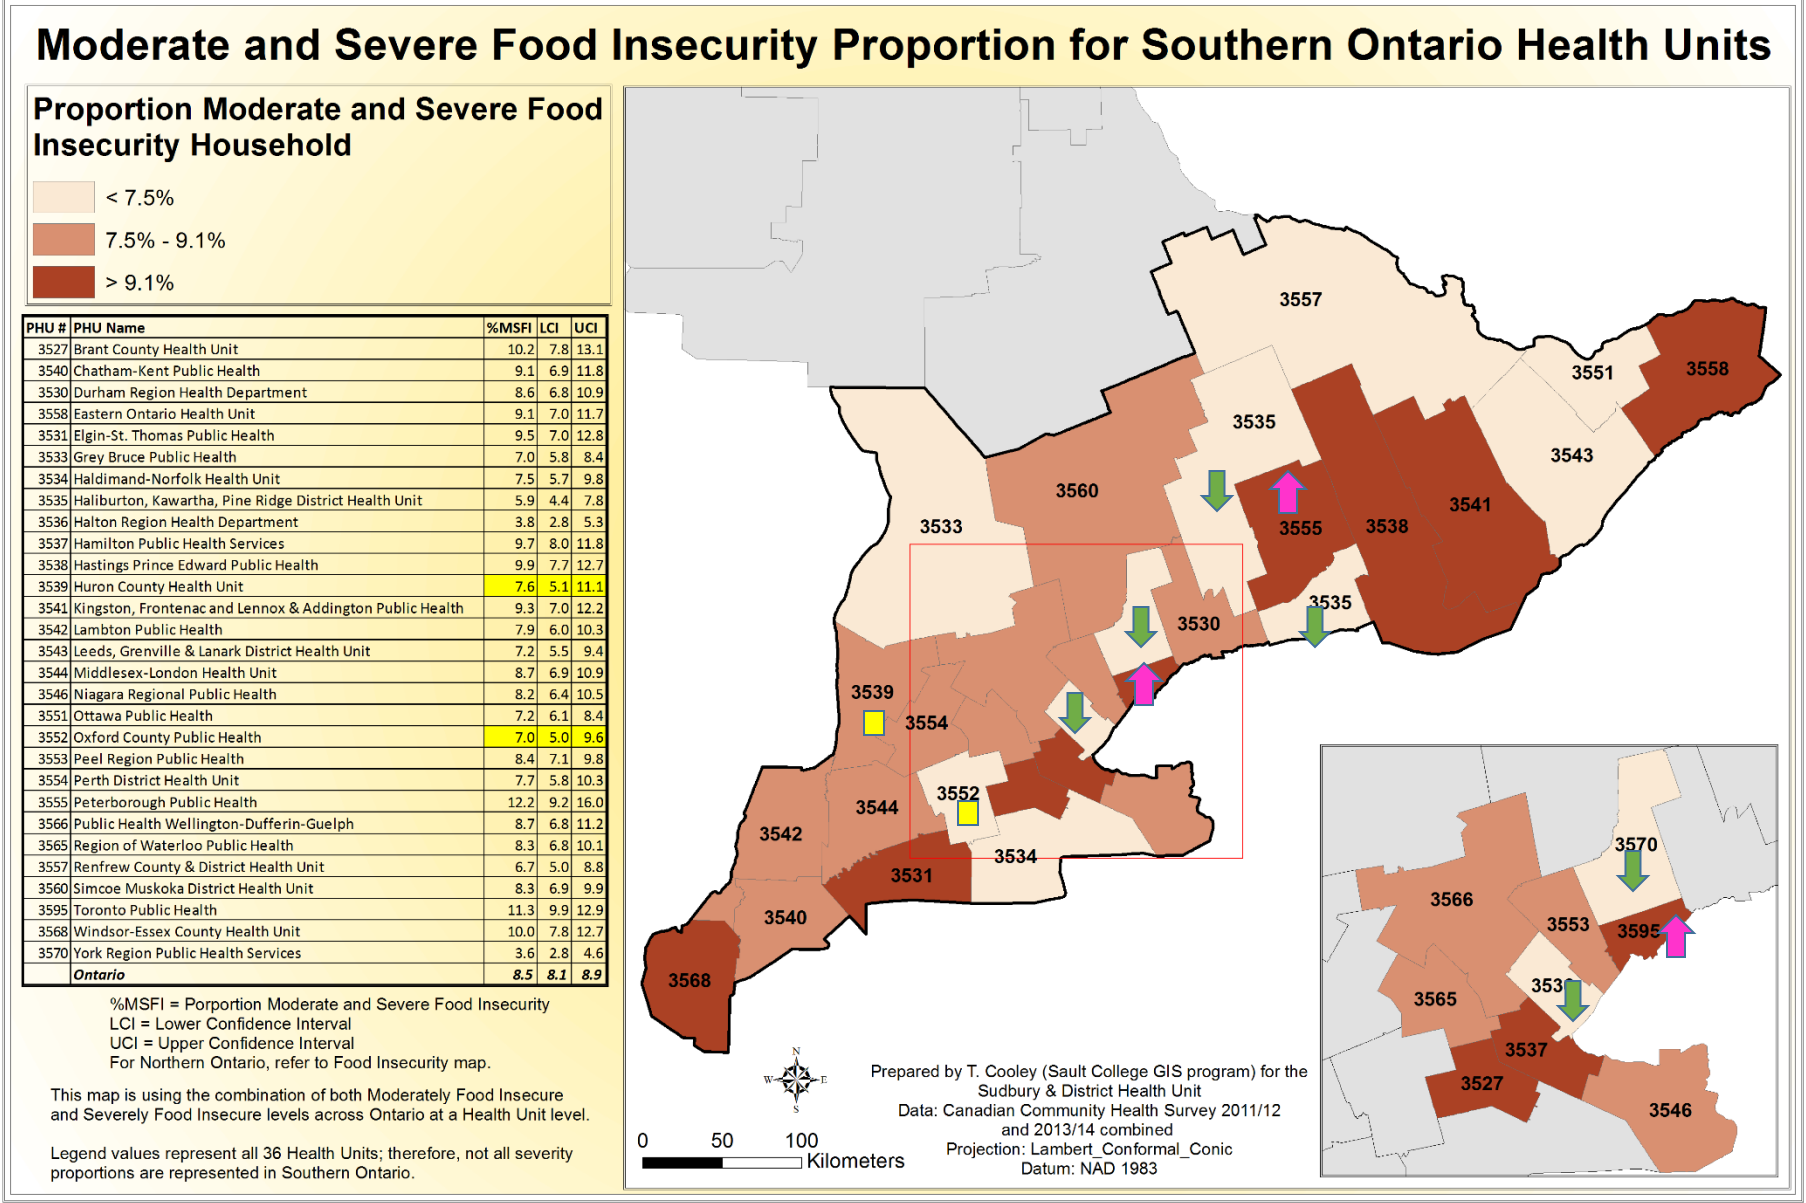 Moderate and Severe Food Insecurity Proportion for Southern Ontario Health Units
Proportion Moderate and Severe Food
Insecurity Household
< 7.5%
7.5% - 9.1%
> 9.1%
PHU # PHU Name %MSFI LCI UCI
3527 Brant County Health Unit 10.2 7.8 13.1
3540 Chatham-Kent Public Health 9.1 6.9 11.8
3530 Durham Region Health Department 8.6 6.8 10.9
3558 Eastern Ontario Health Unit 9.1 7.0 11.7
3531 Elgin-St. Thomas Public Health 9.5 7.0 12.8
3533 Grey Bruce Public Health 7.0 5.8 8.4
3534 Haldimand-Norfolk Health Unit 7.5 5.7 9.8
3535 Haliburton, Kawartha, Pine Ridge District Health Unit 5.9 4.4 7.8
3536 Halton Region Health Department 3.8 2.8 5.3
3537 Hamilton Public Health Services 9.7 8.0 11.8
3538 Hastings Prince Edward Public Health 9.9 7.7 12.7
3539 Huron County Health Unit 7.6 5.1 11.1
3541 Kingston, Frontenac and Lennox & Addington Public Health 9.3 7.0 12.2
3542 Lambton Public Health 7.9 6.0 10.3
3543 Leeds, Grenville & Lanark District Health Unit 7.2 5.5 9.4
3544 Middlesex-London Health Unit 8.7 6.9 10.9
3546 Niagara Regional Public Health 8.2 6.4 10.5
3551 Ottawa Public Health 7.2 6.1 8.4
3552 Oxford County Public Health 7.0 5.0 9.6
3553 Peel Region Public Health 8.4 7.1 9.8
3554 Perth District Health Unit 7.7 5.8 10.3
3555 Peterborough Public Health 12.2 9.2 16.0
3566 Public Health Wellington-Dufferin-Guelph 8.7 6.8 11.2
3565 Region of Waterloo Public Health 8.3 6.8 10.1
3557 Renfrew County & District Health Unit 6.7 5.0 8.8
3560 Simcoe Muskoka District Health Unit 8.3 6.9 9.9
3595 Toronto Public Health 11.3 9.9 12.9
3568 Windsor-Essex County Health Unit 10.0 7.8 12.7
3570 York Region Public Health Services 3.6 2.8 4.6
Ontario 8.5 8.1 8.9
%MSFI = Porportion Moderate and Severe Food Insecurity
LCI = Lower Confidence Interval
UCI = Upper Confidence Interval
For Northern Ontario, refer to Food Insecurity map.
This map is using the combination of both Moderately Food Insecure
and Severely Food Insecure levels across Ontario at a Health Unit level.
Legend values represent all 36 Health Units; therefore, not all severity
proportions are represented in Southern Ontario.
3557
3551
3558
3535
3543
3560
3541
3533
3555
3538
3535
3530
3539
3554
3552
3544
3542
3534
3531
3540
3568
3570
3566
3553
3595
353
3565
3537
3527
3546
N
W
E
S
0 50 100
Kilometers
Prepared by T. Cooley (Sault College GIS program) for the
Sudbury & District Health Unit
Data: Canadian Community Health Survey 2011/12
and 2013/14 combined
Projection: Lambert_Conformal_Conic
Datum: NAD 1983